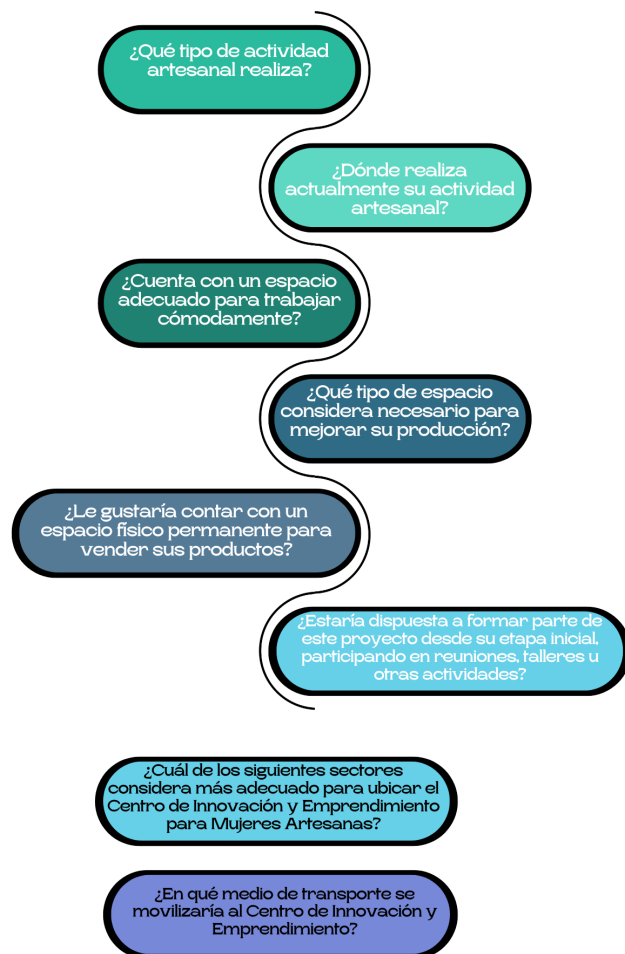 ¿Qué tipo de actividad
artesanal realiza?
¿Dónde realiza
actualmente su actividad
artesanal?
¿Cuenta con un espacio
adecuado para trabajar
cómodamente?
¿Qué tipo de espacio
considera necesario para
mejorar su producción?
¿Le gustaría contar con un
espacio físico permanente para
vender sus productos?
¿Estaría dispuesta a formar parte de
este proyecto desde su etapa inicial,
participando en reuniones, talleres u
otras actividades?
¿Cuál de los siguientes sectores
considera más adecuado para ubicar el
Centro de Innovación y Emprendimiento
para Mujeres Artesanas?
¿En qué medio de transporte se
movilizaría al Centro de Innovación y
Emprendimiento?